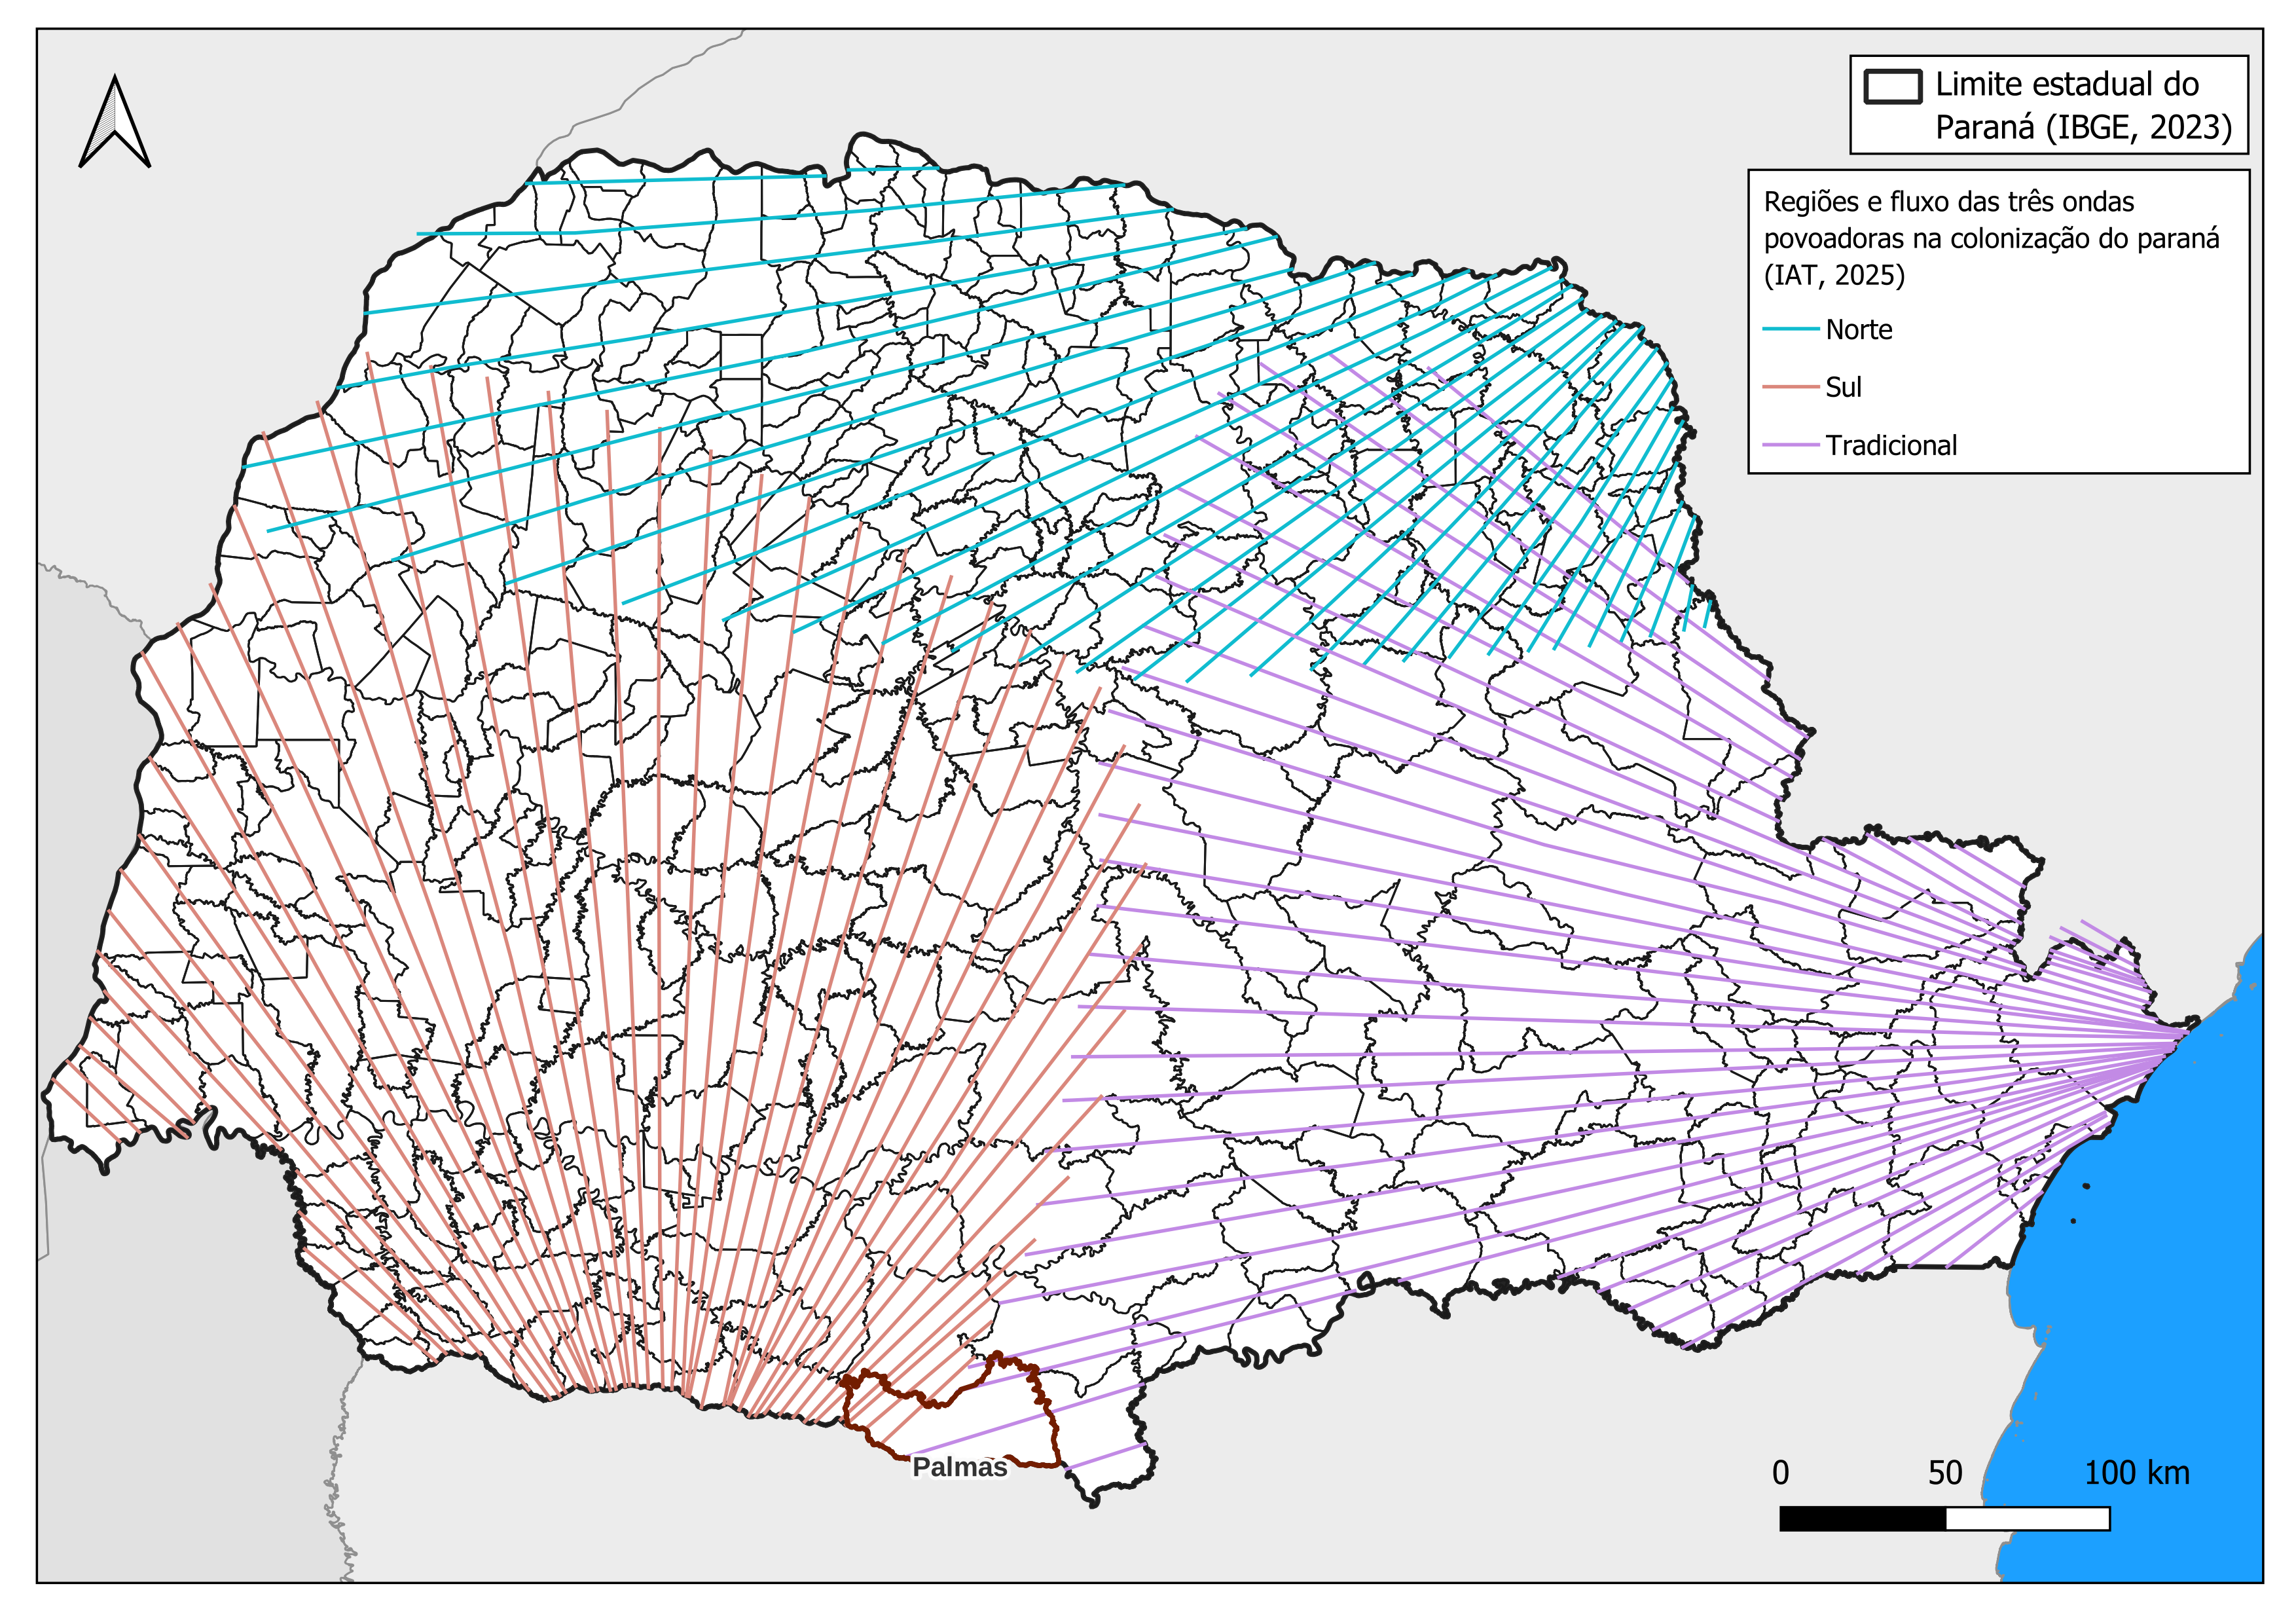 Limite estadual do
Paraná (IBGE, 2023)
Regiões e fluxo das três ondas
povoadoras na colonização do paraná
(IAT, 2025)
Norte
Sul
Tradicional
Palmas
0 50 100 km